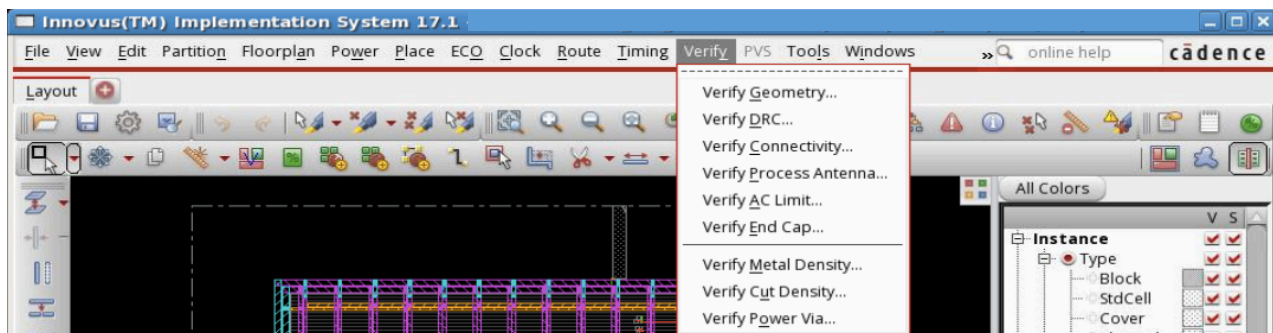 Innovus(TM) Implementation System 17.1
File View Edit Partition Floorplan Power Place ECO Clock Route Timing Verify PVS Tools Windows » online help cādence
Layout
Verify Geometry...
Verify DRC...
Verify Connectivity...
Verify Process Antenna...
Verify AC Limit...
Verify End Cap...
Verify Metal Density...
Verify Cut Density...
Verify Power Via...
All Colors
V S
Instance
Type
Block
StdCell
Cover